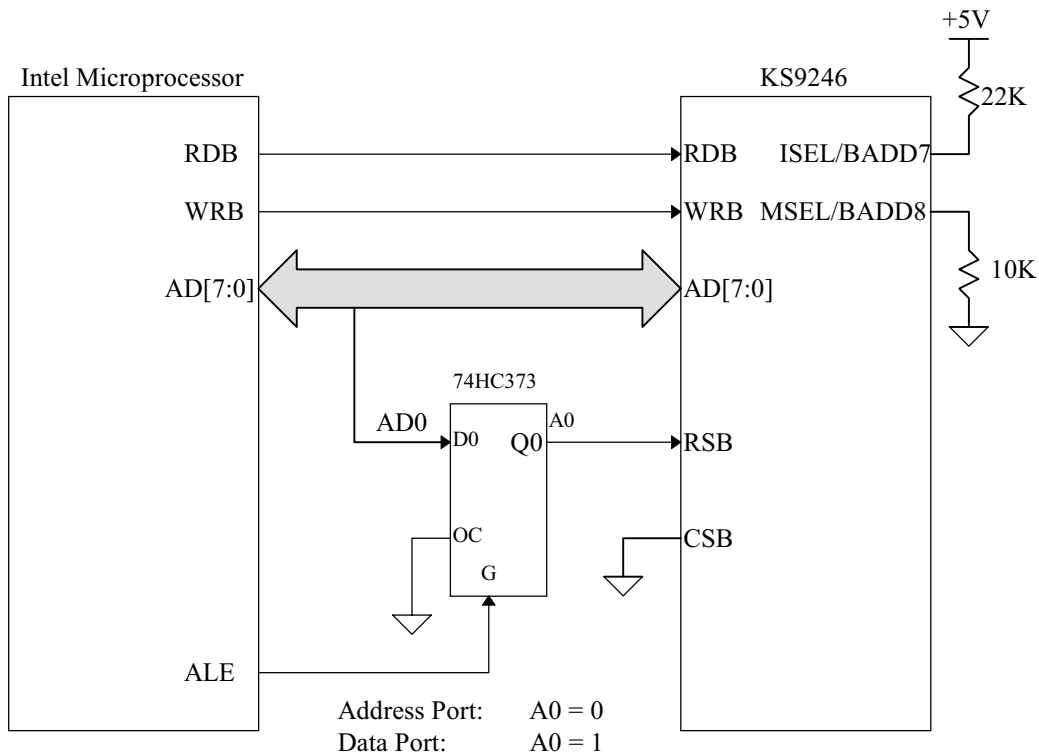 +5V
Intel Microprocessor
KS9246
22K
RDB
RDB
ISEL/BADD7
WRB
WRB
MSEL/BADD8
10K
AD[7:0]
AD[7:0]
74HC373
AD0
A0
D0
Q0
RSB
OC
CSB
G
ALE
Address Port: A0 = 0
Data Port: A0 = 1